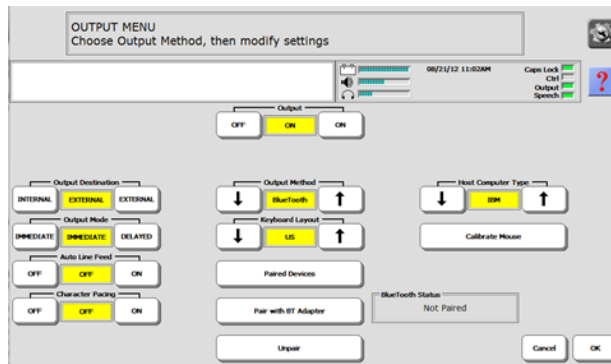 OUTPUT MENU
Choose Output Method, then modify settings
08/21/12 11:02AM
Caps Lock
Ctrl
Output
Speech
?
Output
OFF ON ON
Output Destination Output Method Host Computer Type
INTERNAL EXTERNAL EXTERNAL ↓ BlueTooth ↑ ↓ IBM ↑
Output Mode Keyboard Layout
IMMEDIATE IMMEDIATE DELAYED ↓ US ↑ Calibrate Mouse
Auto Line Feed
OFF OFF ON Paired Devices
Character Pacing BlueTooth Status
OFF OFF ON Pair with BT Adapter Not Paired
Unpair Cancel OK